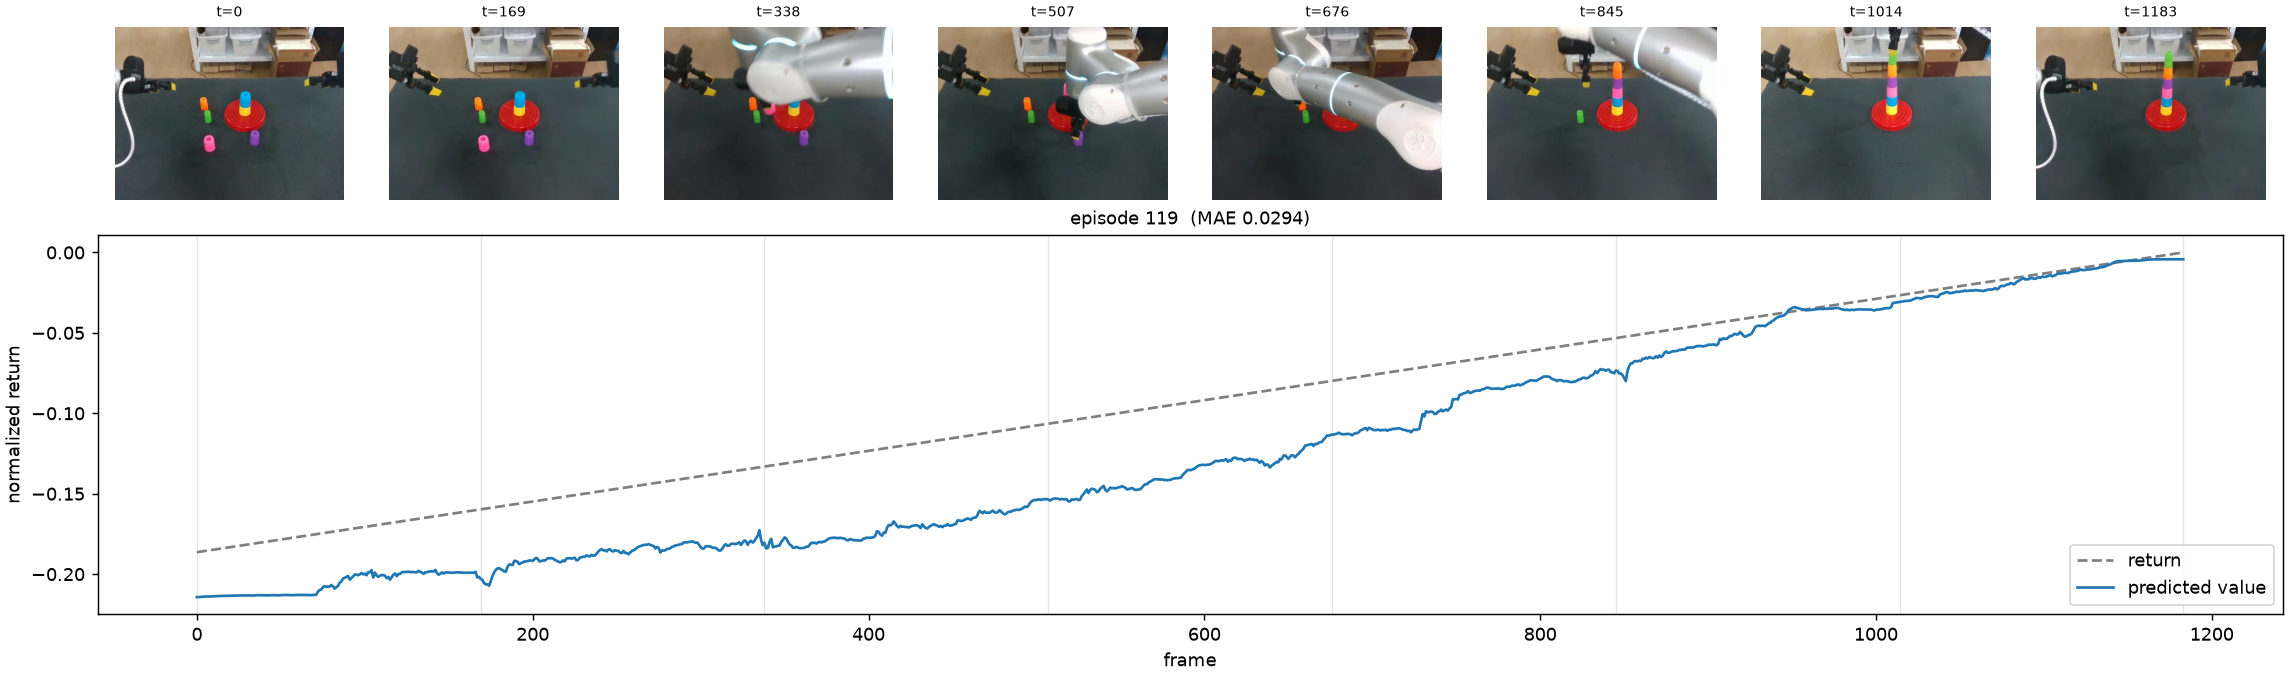 t=0 t=169 t=338 t=507 t=676 t=845 t=1014 t=1183
episode 119 (MAE 0.0294)
normalized return
0.00
−0.05
−0.10
−0.15
−0.20
return
predicted value
0 200 400 600 800 1000 1200
frame